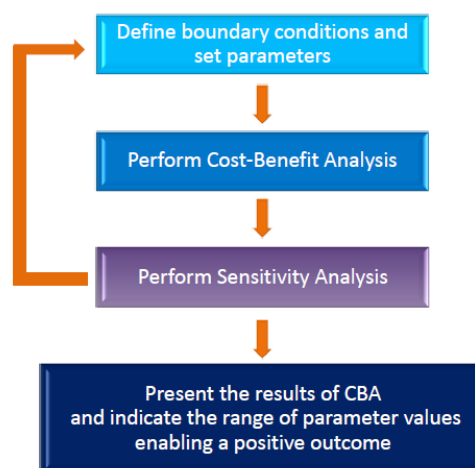 Define boundary conditions and
set parameters
Perform Cost-Benefit Analysis
Perform Sensitivity Analysis
Present the results of CBA
and indicate the range of parameter values
enabling a positive outcome